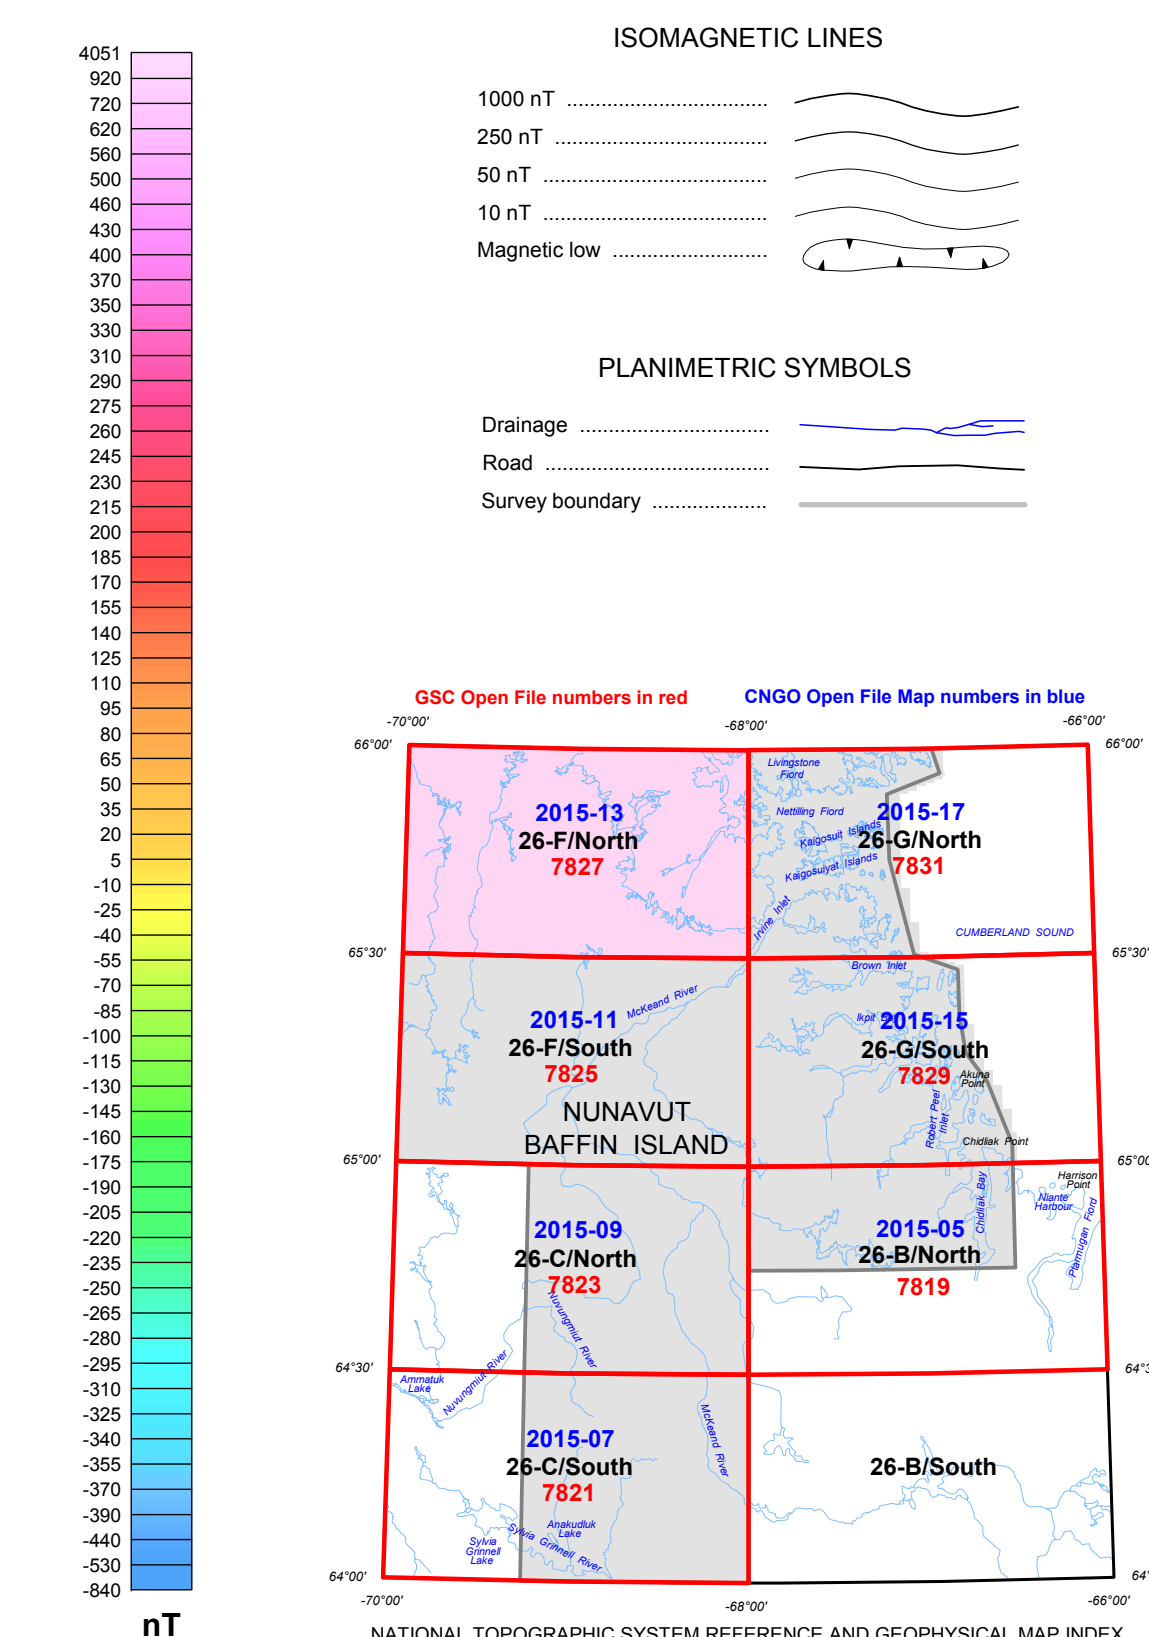 4051
920
720
620
560
500
460
430
400
370
350
330
310
290
275
260
245
230
215
200
185
170
155
140
125
110
95
80
65
50
35
20
5
-10
-25
-40
-55
-70
-85
-100
-115
-130
-145
-160
-175
-190
-205
-220
-235
-250
-265
-280
-295
-310
-325
-340
-355
-370
-390
-440
-530
-840
nT
ISOMAGNETIC LINES
1000 nT ...................................
250 nT .....................................
50 nT .......................................
10 nT .......................................
Magnetic low ...........................
PLANIMETRIC SYMBOLS
Drainage .................................
Road .......................................
Survey boundary ....................
GSC Open File numbers in red
CNGO Open File Map numbers in blue
-70°00'
-68°00'
-66°00'
66°00'
66°00'
Livingstone
Fiord
2015-13
26-F/North
7827
Nettilling Fiord
2015-17
Kaigosuit Islands
26-G/North
Kaigosuiyat Islands
7831
Irvine Inlet
CUMBERLAND SOUND
65°30'
65°30'
Brown Inlet
McKeand River
2015-11
26-F/South
7825
Ikpit
2015-15
26-G/South
7829
Akuna
Point
NUNAVUT
BAFFIN ISLAND
Robert Peel
Inlet
Chidliak Point
65°00'
65°00
Harrison
Point
Niante
Harbour
Chidliak Bay
Plarmugan Fiord
2015-09
26-C/North
7823
2015-05
26-B/North
7819
Nuvungmiut River
Nuvungmiut River
64°30'
64°3
Ammatuk
Lake
McKeand River
2015-07
26-C/South
7821
26-B/South
Anakudluk
Lake
Sylvia
Grinnell
Lake
Sylvia Grinnell River
64°00'
64°
-70°00'
-68°00'
-66°00'
NATIONAL TOPOGRAPHIC SYSTEM REFERENCE AND GEOPHYSICAL MAP INDEX